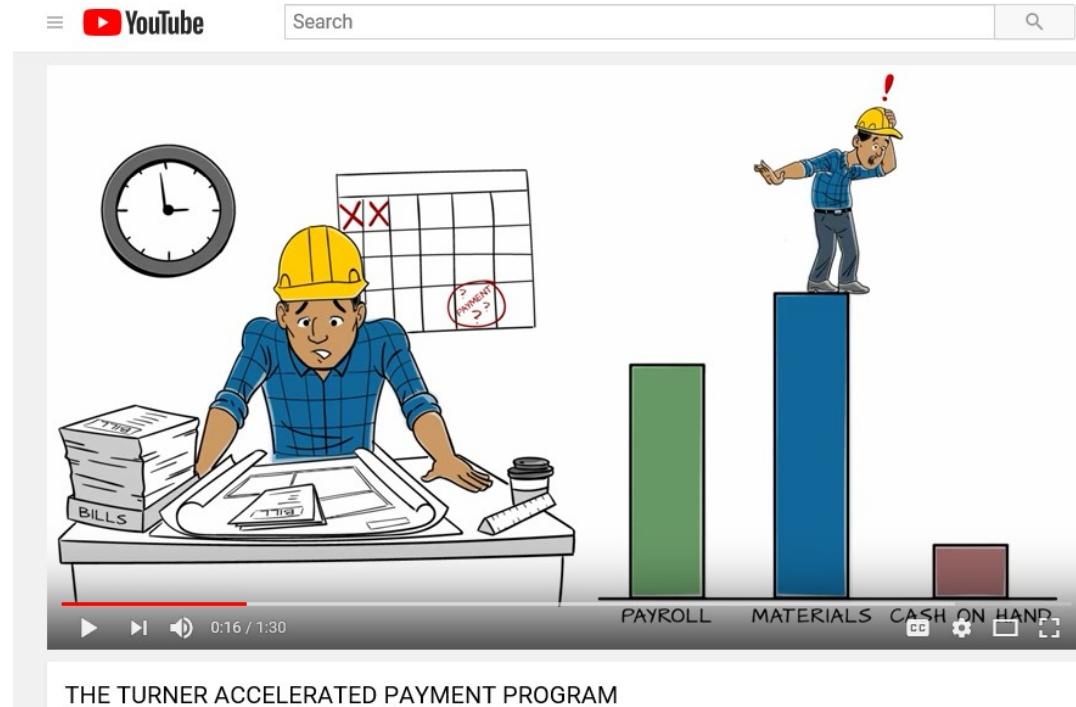 YouTube
Search
!
X X
?
PAYMENT
? ?
BILL
BILLS
BILL
PAYROLL
MATERIALS
CASH ON HAND
0:16 / 1:30
CC
THE TURNER ACCELERATED PAYMENT PROGRAM